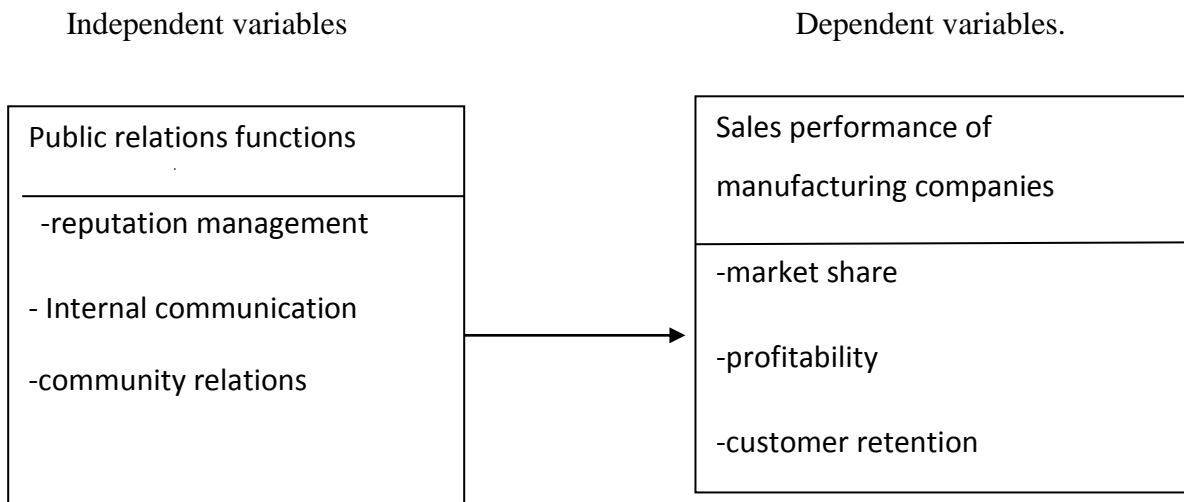 Independent variables
Dependent variables.
Public relations functions
-reputation management
- Internal communication
-community relations
Sales performance of
manufacturing companies
-market share
-profitability
-customer retention